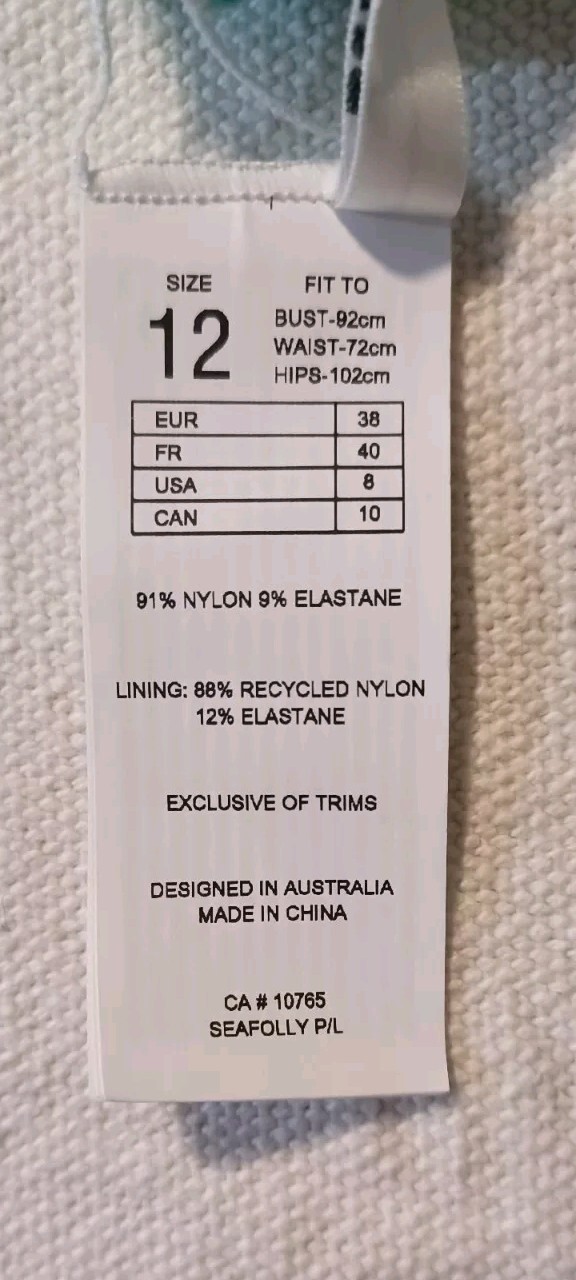 SIZE
12
FIT TO
BUST-92cm
WAIST-72cm
HIPS-102cm
EUR 38
FR 40
USA 8
CAN 10
91% NYLON 9% ELASTANE
LINING: 88% RECYCLED NYLON
12% ELASTANE
EXCLUSIVE OF TRIMS
DESIGNED IN AUSTRALIA
MADE IN CHINA
CA # 10765
SEAFOLLY P/L